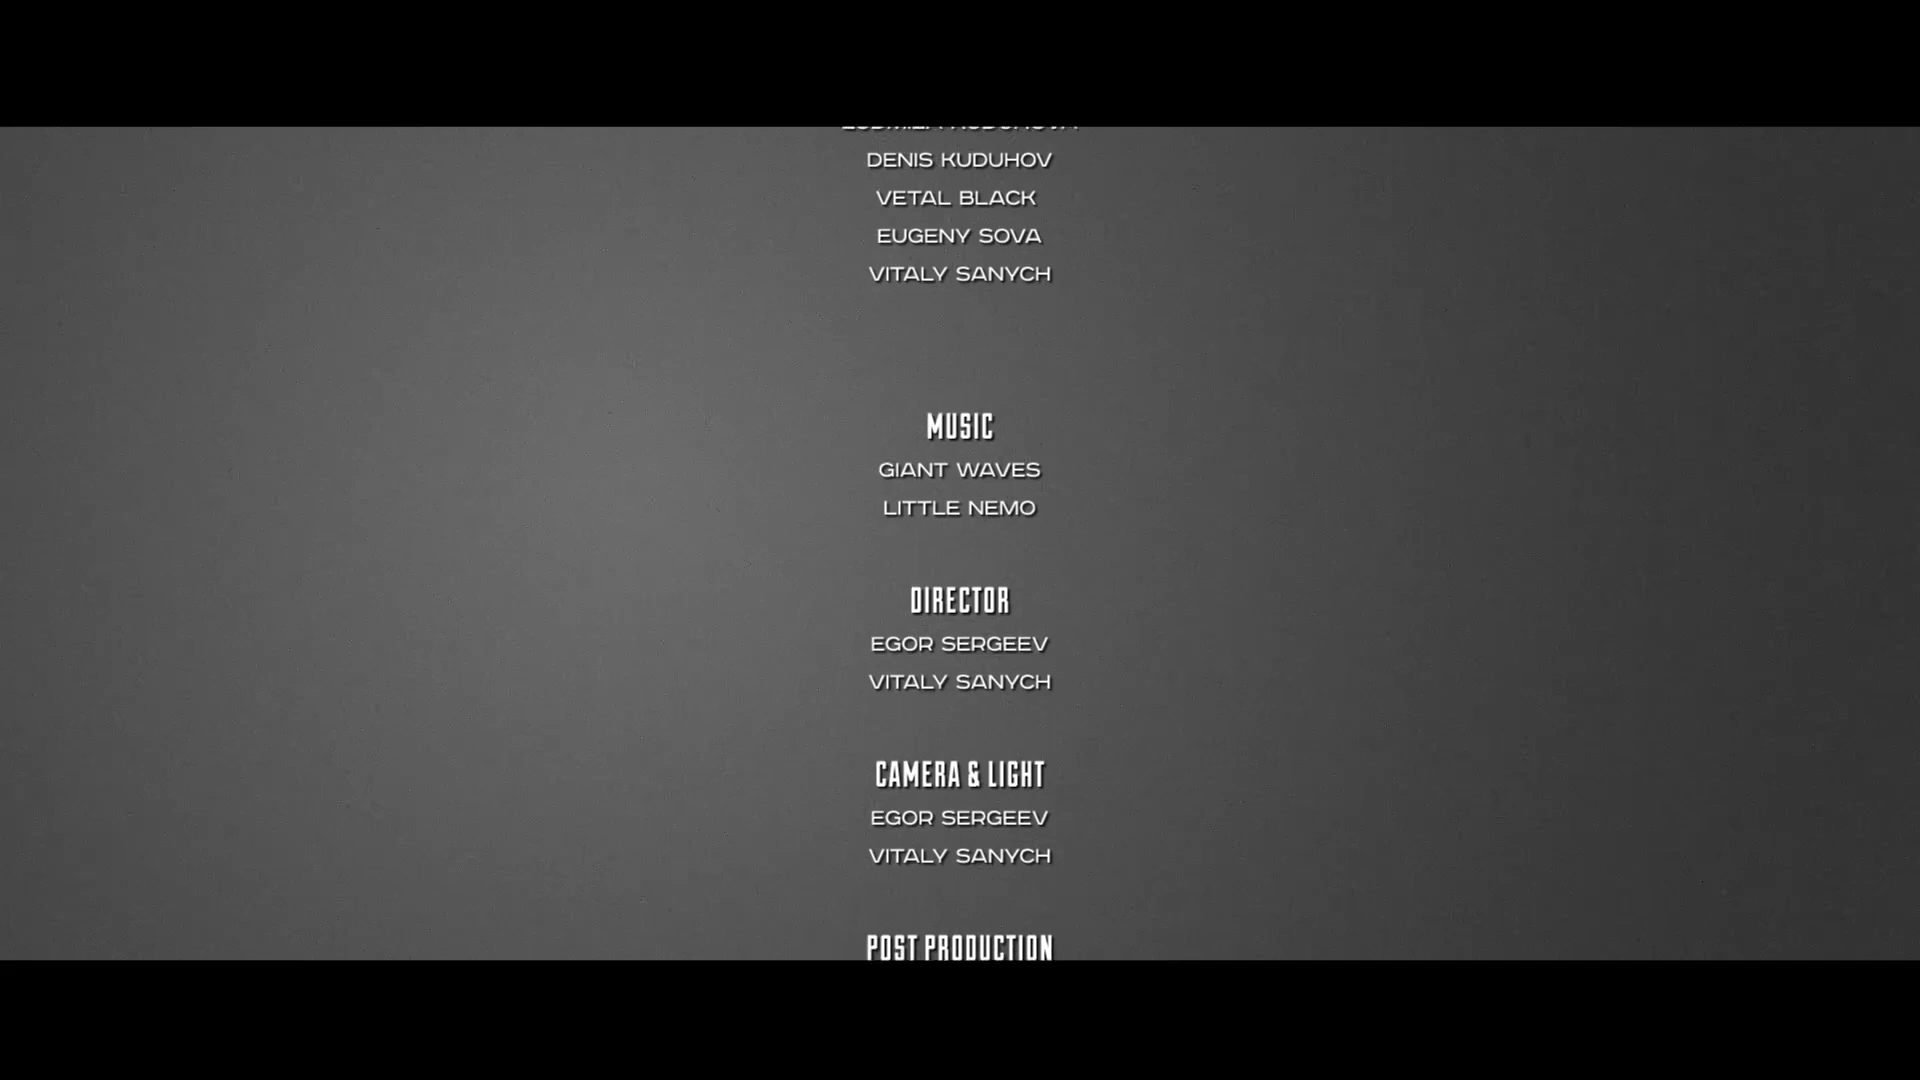 DENIS KUDUHOV
VETAL BLACK
EUGENY SOVA
VITALY SANYCH
MUSIC
GIANT WAVES
LITTLE NEMO
DIRECTOR
EGOR SERGEEV
VITALY SANYCH
CAMERA & LIGHT
EGOR SERGEEV
VITALY SANYCH
POST PRODUCTION